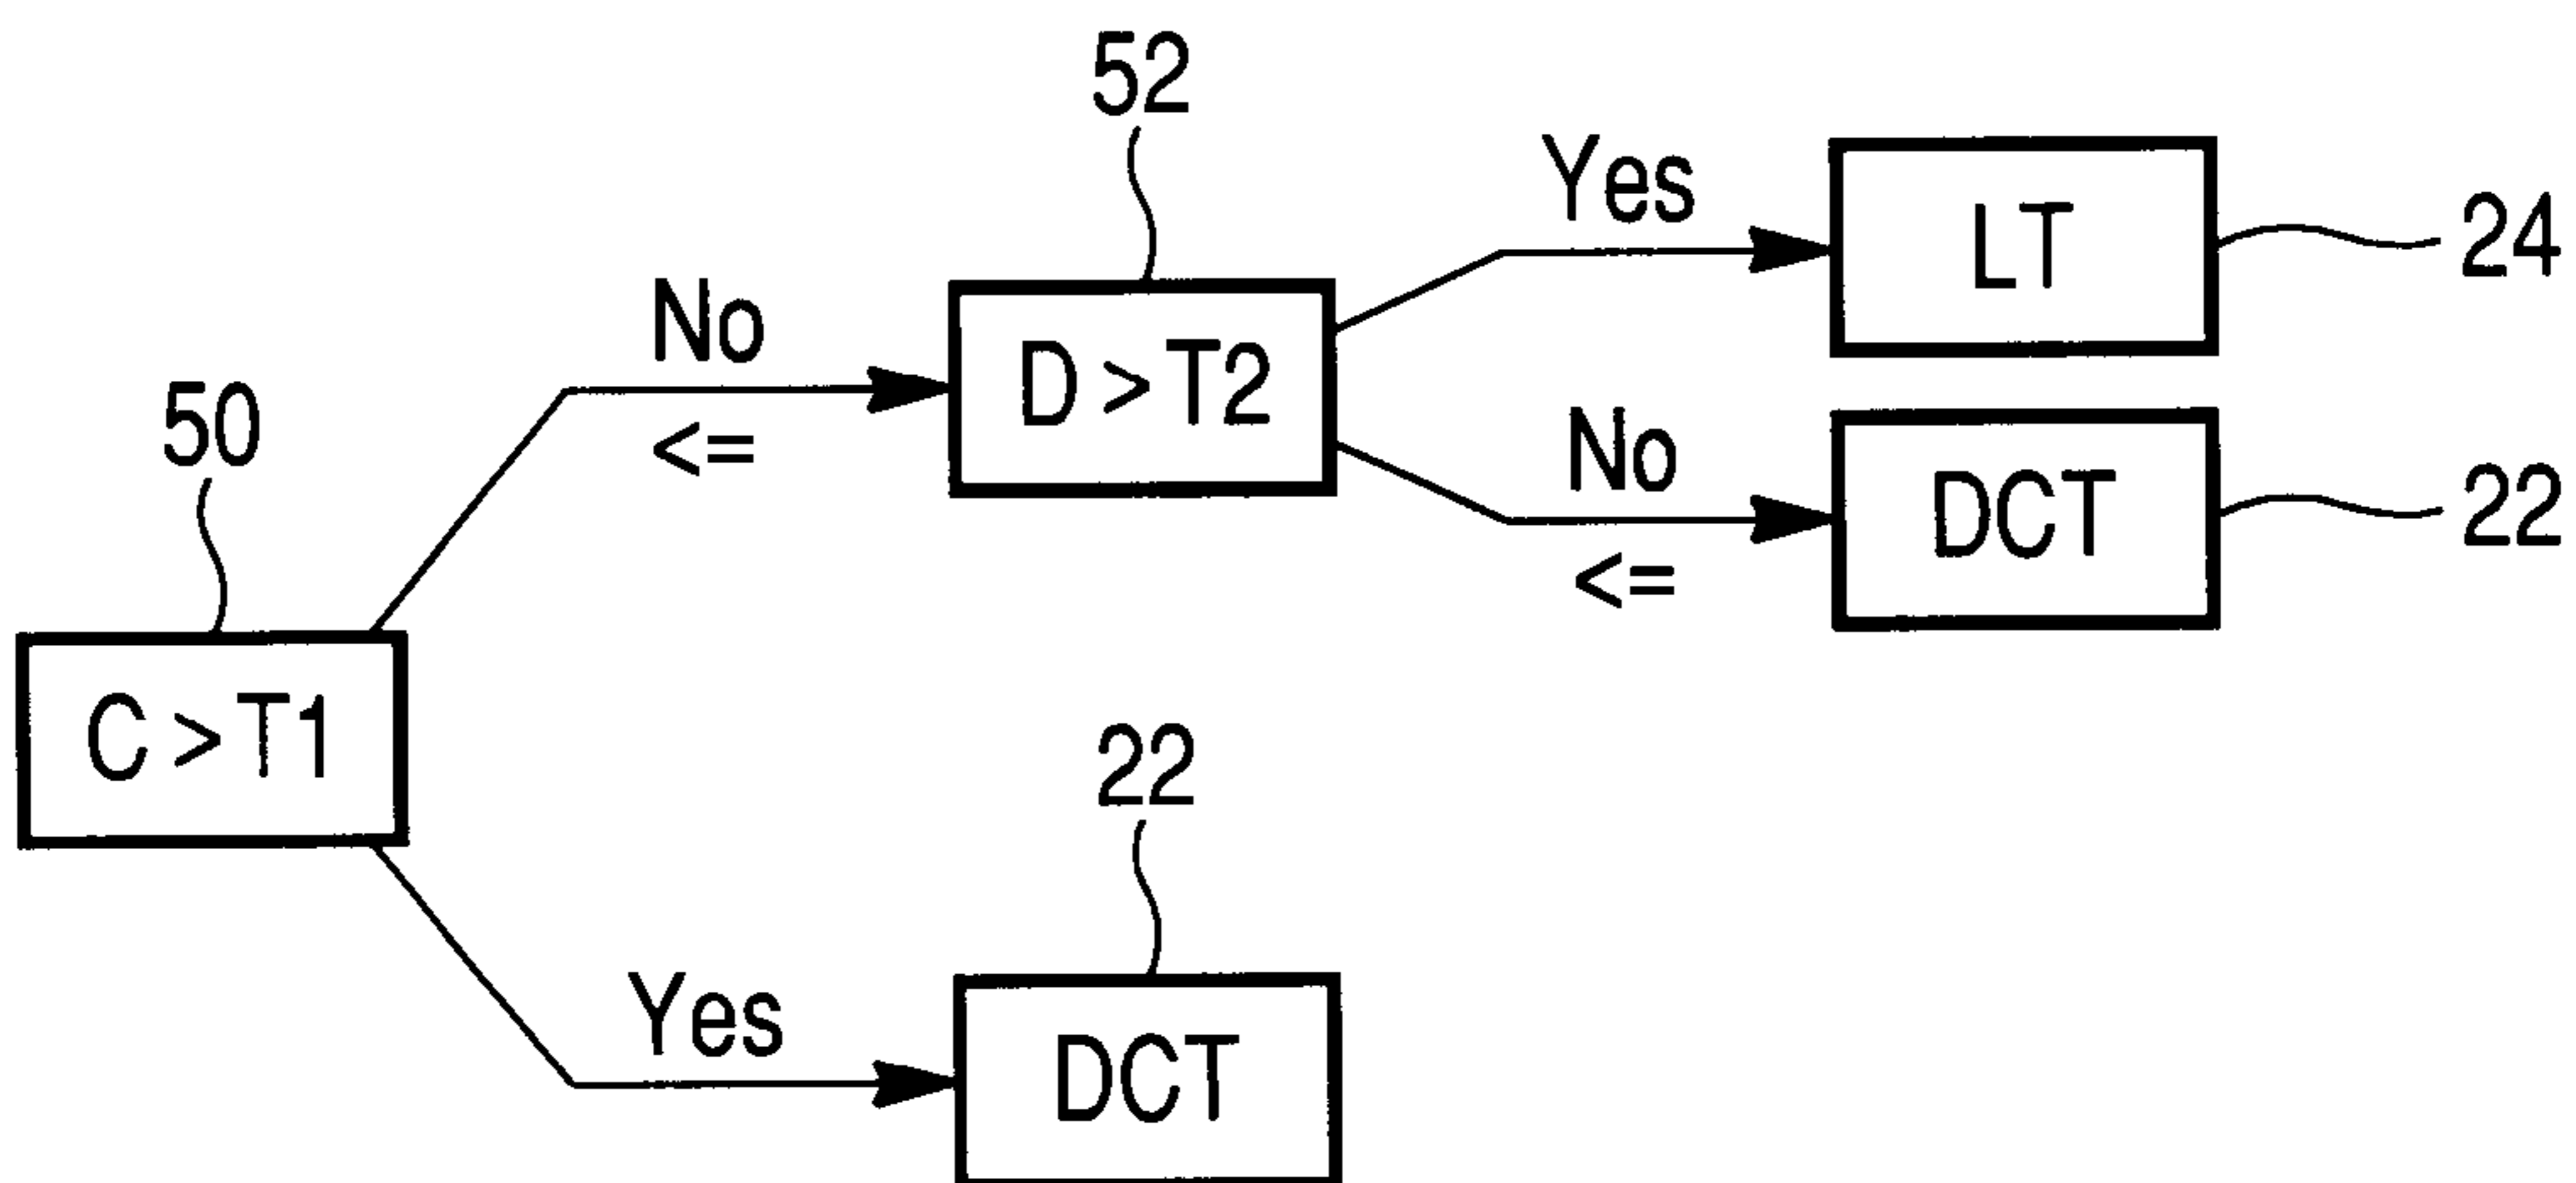 52
Yes
LT
24
No
<=
D > T2
50
No
<=
DCT
22
C > T1
22
Yes
DCT